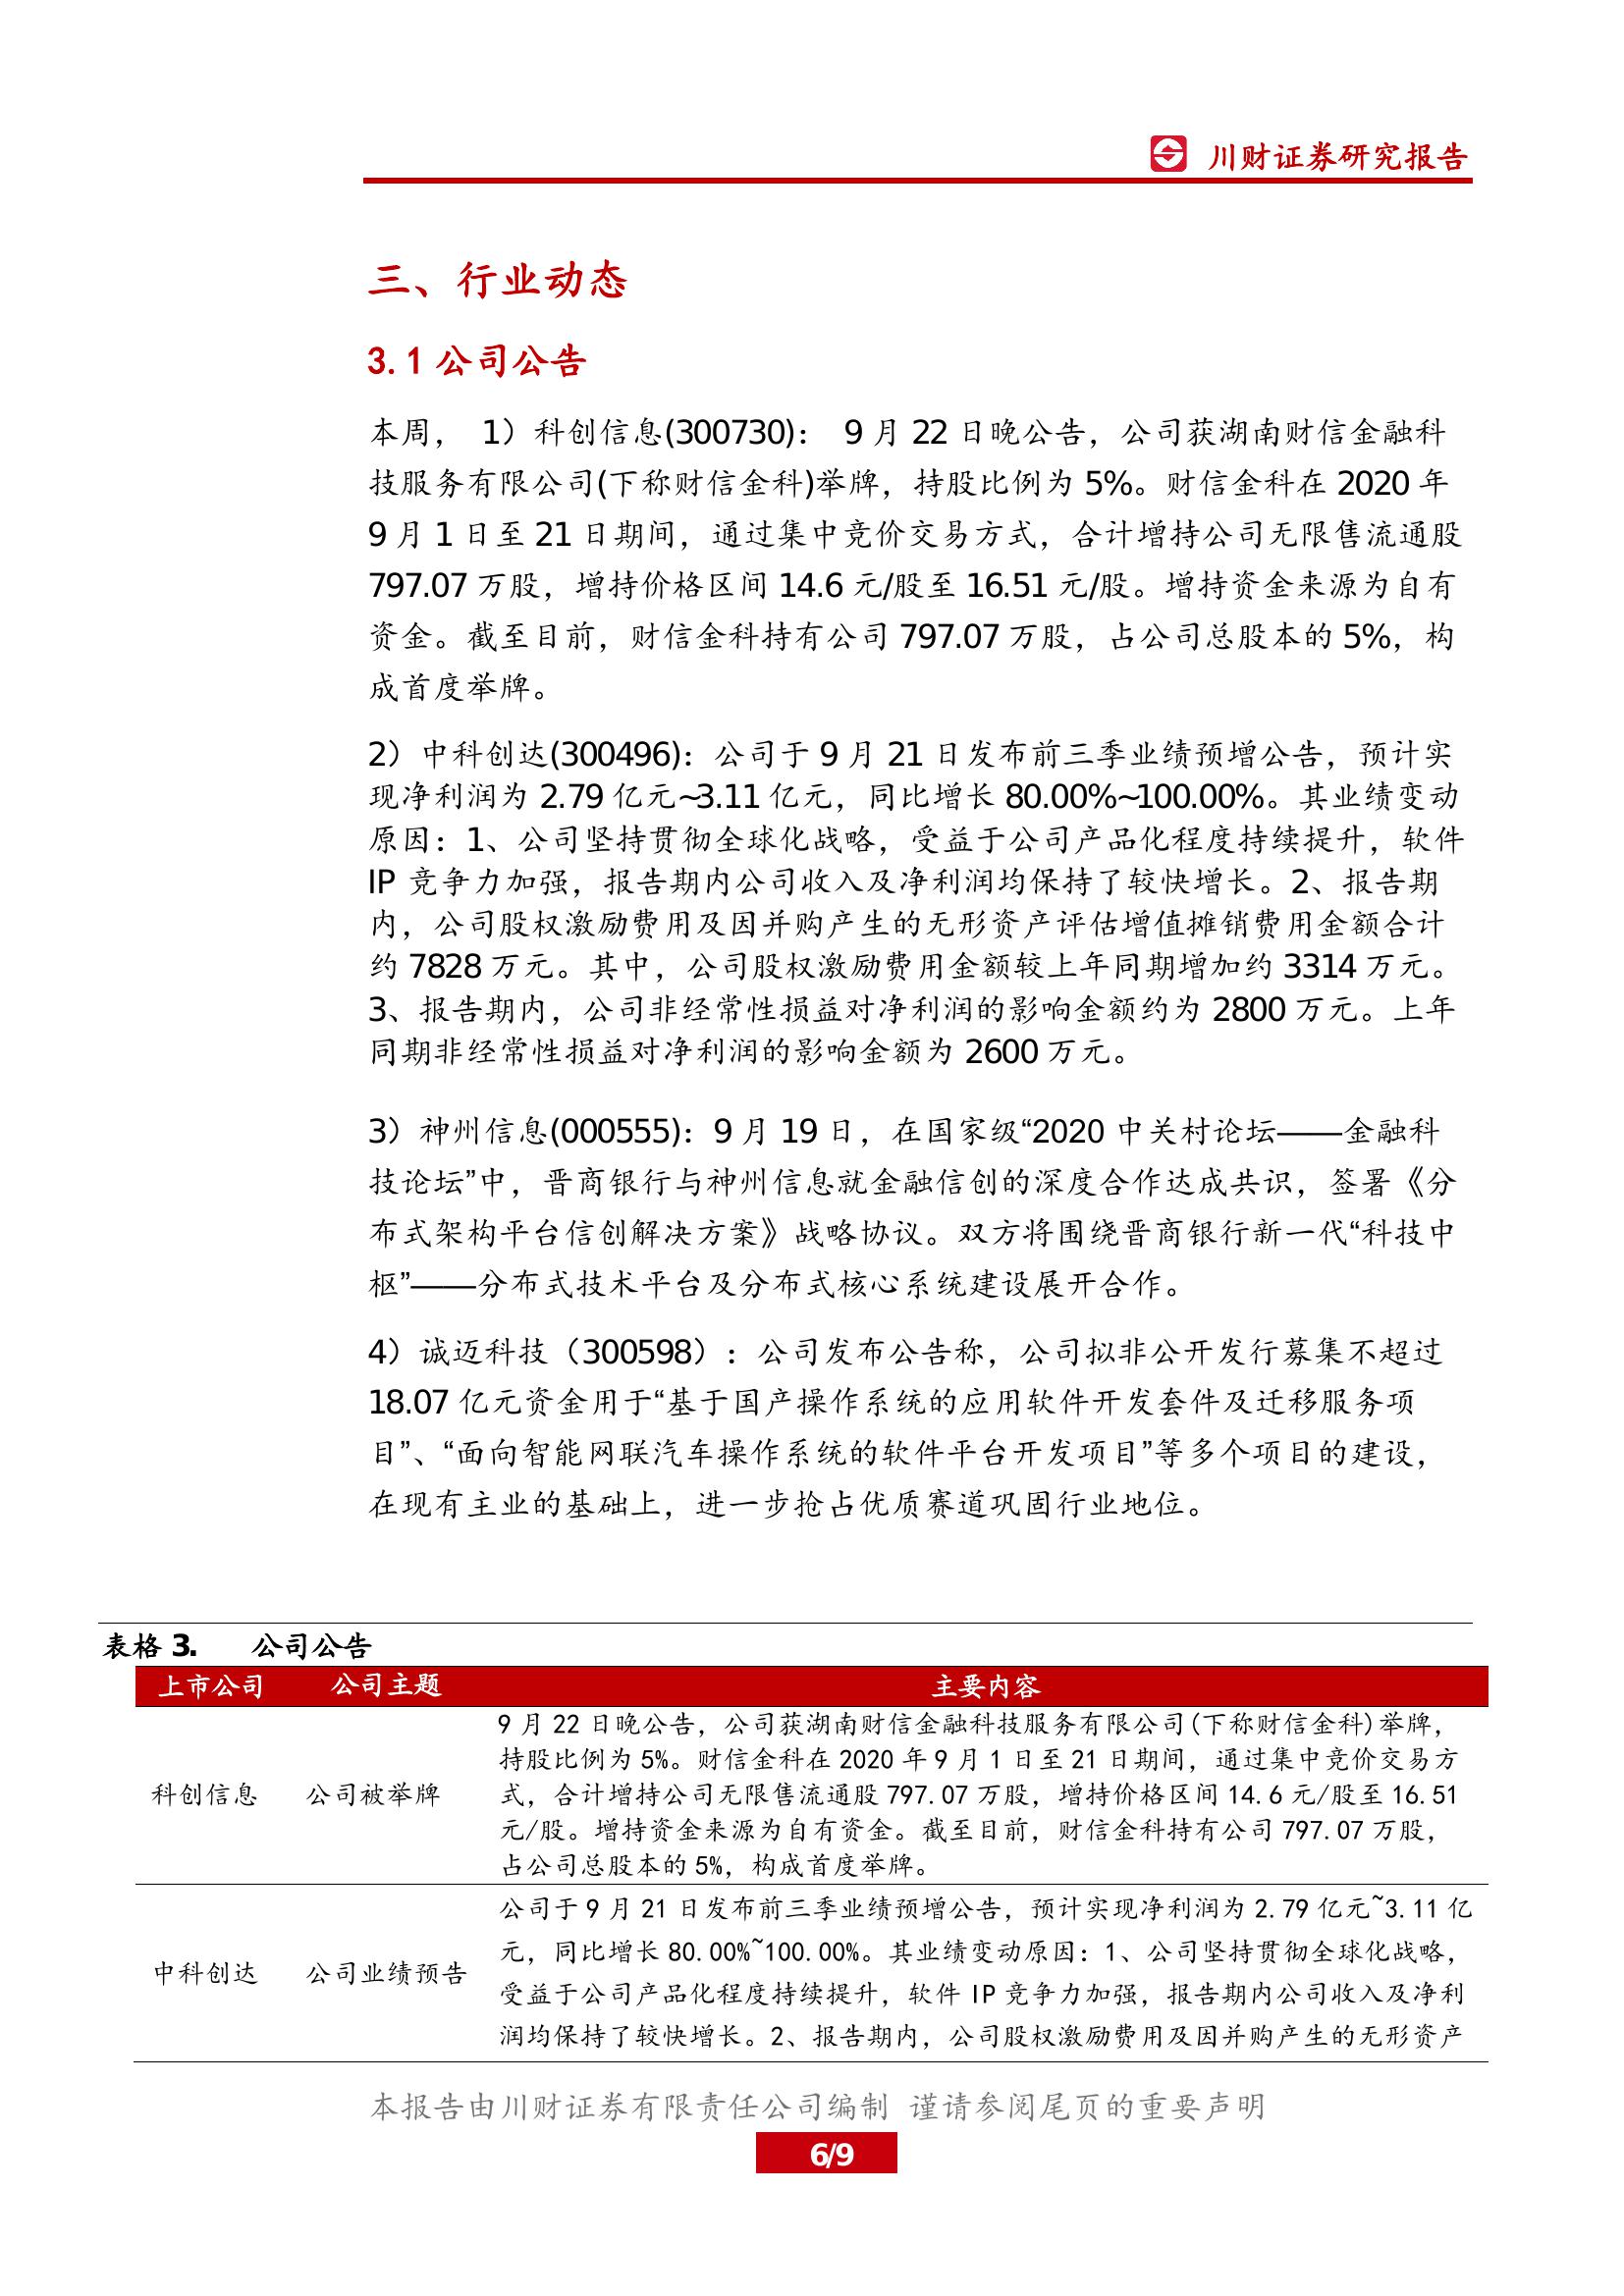 川财证券研究报告
三、行业动态
3.1 公司公告
本周， 1）科创信息(300730)： 9 月 22 日晚公告，公司获湖南财信金融科
技服务有限公司(下称财信金科)举牌，持股比例为 5%。财信金科在 2020 年
9 月 1 日至 21 日期间，通过集中竞价交易方式，合计增持公司无限售流通股
797.07 万股，增持价格区间 14.6 元/股至 16.51 元/股。增持资金来源为自有
资金。截至目前，财信金科持有公司 797.07 万股，占公司总股本的 5%，构
成首度举牌。
2）中科创达(300496)：公司于 9 月 21 日发布前三季业绩预增公告，预计实
现净利润为 2.79 亿元~3.11 亿元，同比增长 80.00%~100.00%。其业绩变动
原因：1、公司坚持贯彻全球化战略，受益于公司产品化程度持续提升，软件
IP 竞争力加强，报告期内公司收入及净利润均保持了较快增长。2、报告期
内，公司股权激励费用及因并购产生的无形资产评估增值摊销费用金额合计
约 7828 万元。其中，公司股权激励费用金额较上年同期增加约 3314 万元。
3、报告期内，公司非经常性损益对净利润的影响金额约为 2800 万元。上年
同期非经常性损益对净利润的影响金额为 2600 万元。
3）神州信息(000555)：9 月 19 日，在国家级“2020 中关村论坛——金融科
技论坛”中，晋商银行与神州信息就金融信创的深度合作达成共识，签署《分
布式架构平台信创解决方案》战略协议。双方将围绕晋商银行新一代“科技中
枢”——分布式技术平台及分布式核心系统建设展开合作。
4）诚迈科技（300598）：公司发布公告称，公司拟非公开发行募集不超过
18.07 亿元资金用于“基于国产操作系统的应用软件开发套件及迁移服务项
目”、“面向智能网联汽车操作系统的软件平台开发项目”等多个项目的建设，
在现有主业的基础上，进一步抢占优质赛道巩固行业地位。
表格 3. 公司公告
上市公司 公司主题 主要内容
9 月 22 日晚公告，公司获湖南财信金融科技服务有限公司(下称财信金科)举牌，
持股比例为 5%。财信金科在 2020 年 9 月 1 日至 21 日期间，通过集中竞价交易方
科创信息 公司被举牌 式，合计增持公司无限售流通股 797.07 万股，增持价格区间 14.6 元/股至 16.51
元/股。增持资金来源为自有资金。截至目前，财信金科持有公司 797.07 万股，
占公司总股本的 5%，构成首度举牌。
公司于 9 月 21 日发布前三季业绩预增公告，预计实现净利润为 2.79 亿元~3.11 亿
元，同比增长 80.00%~100.00%。其业绩变动原因：1、公司坚持贯彻全球化战略，
中科创达 公司业绩预告
受益于公司产品化程度持续提升，软件 IP 竞争力加强，报告期内公司收入及净利
润均保持了较快增长。2、报告期内，公司股权激励费用及因并购产生的无形资产
本报告由川财证券有限责任公司编制 谨请参阅尾页的重要声明
6/9